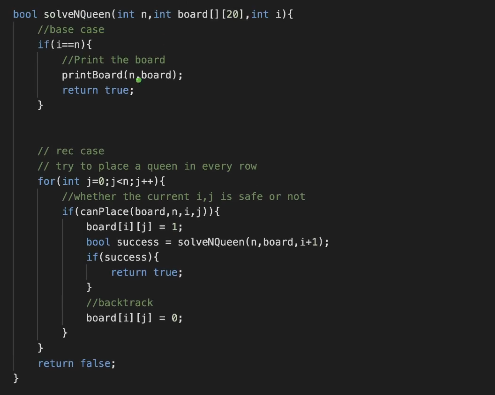 bool solveNQueen(int n,int board[][20],int i){
//base case
if(i==n){
//Print the board
printBoard(n,board);
return true;
}
// rec case
// try to place a queen in every row
for(int j=0;j<n;j++){
//whether the current i,j is safe or not
if(canPlace(board,n,i,j)){
board[i][j] = 1;
bool success = solveNQueen(n,board,i+1);
if(success){
return true;
}
//backtrack
board[i][j] = 0;
}
}
return false;
}